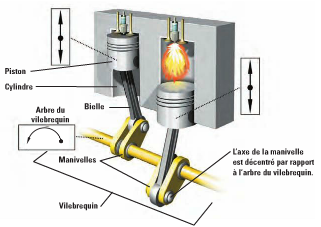 Piston
Cylindre
Bielle
Arbre du
vilebrequin
Manivelles
Vilebrequin
L'axe de la manivelle
est décentré par rapport
à l'arbre du vilebrequin.